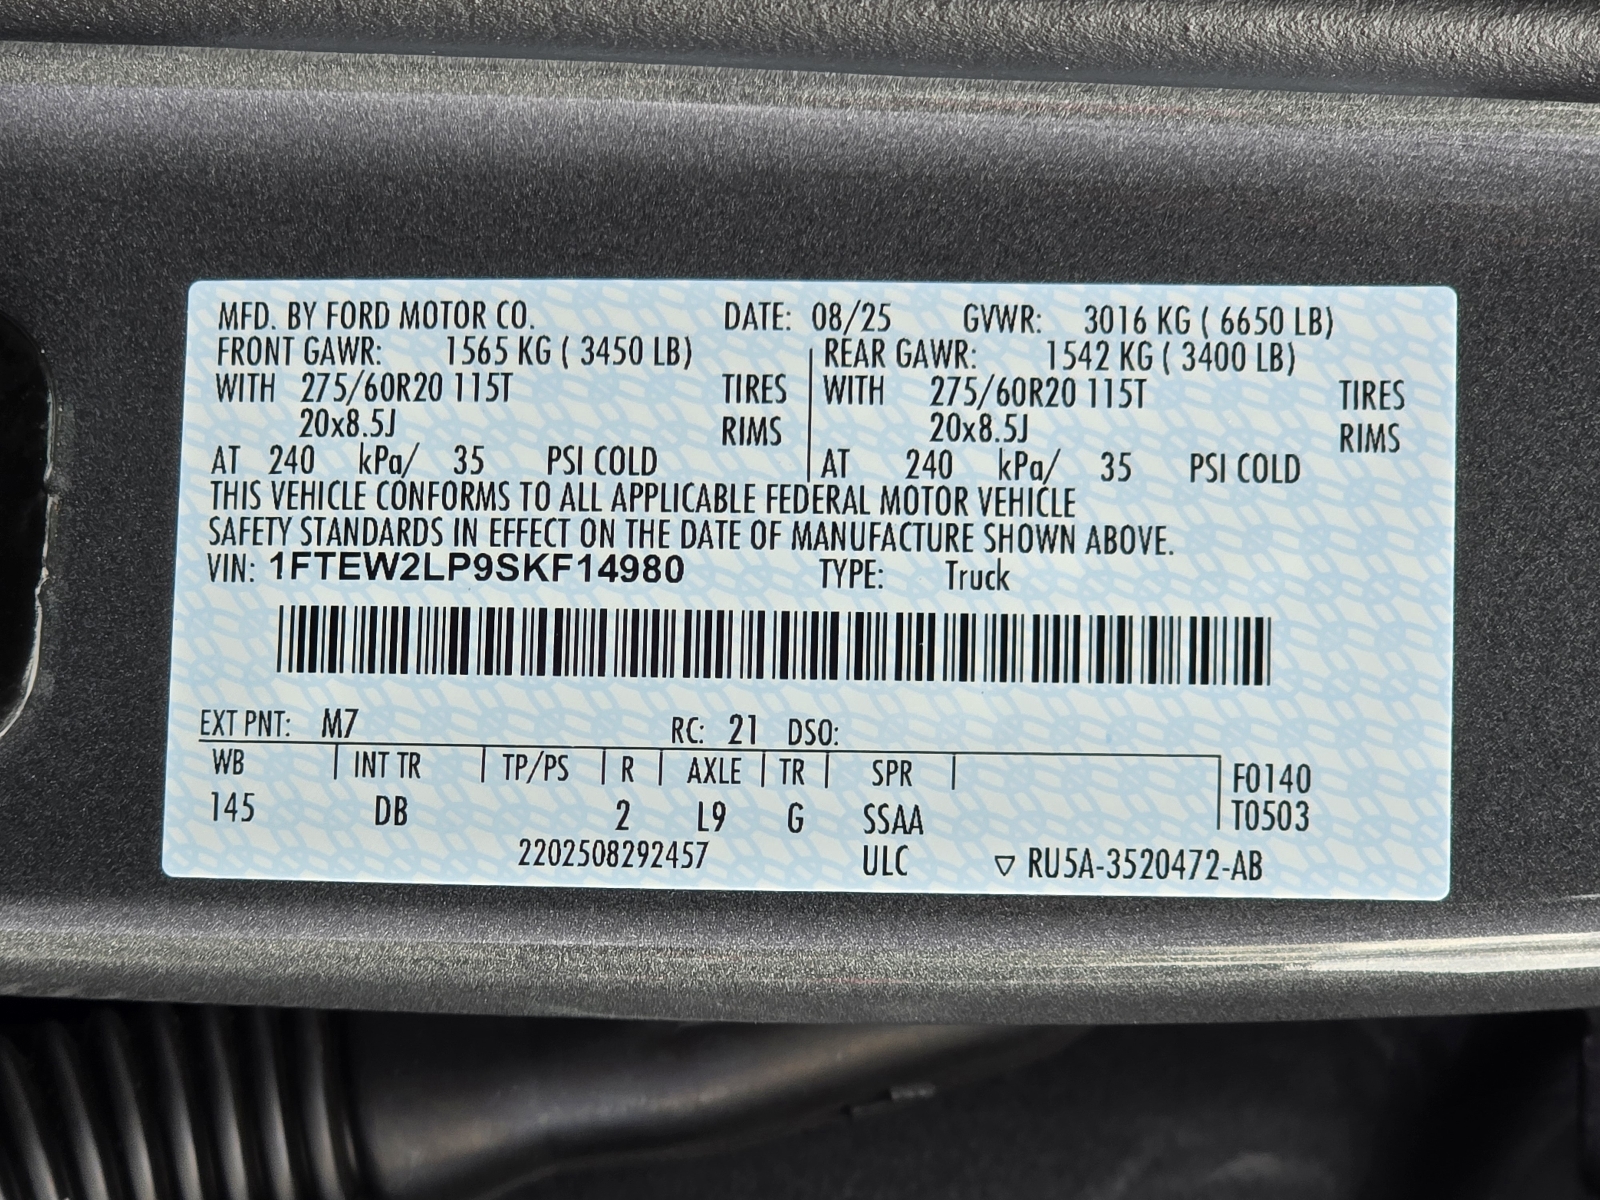 MFD. BY FORD MOTOR CO. DATE: 08/25 GVWR: 3016 KG ( 6650 LB)
FRONT GAWR: 1565 KG ( 3450 LB) REAR GAWR: 1542 KG ( 3400 LB)
WITH 275/60R20 115T TIRES WITH 275/60R20 115T TIRES
20x8.5J RIMS 20x8.5J RIMS
AT 240 kPa/ 35 PSI COLD AT 240 kPa/ 35 PSI COLD
THIS VEHICLE CONFORMS TO ALL APPLICABLE FEDERAL MOTOR VEHICLE
SAFETY STANDARDS IN EFFECT ON THE DATE OF MANUFACTURE SHOWN ABOVE.
VIN: 1FTEW2LP9SKF14980 TYPE: Truck
EXT PNT: M7 RC: 21 DSO:
WB INT TR TP/PS R AXLE TR SPR F0140
145 DB 2 L9 G SSAA T0503
2202508292457 ULC ▽ RU5A-3520472-AB